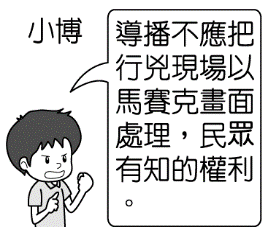 小博
導播不應把
行兇現場以
馬賽克畫面
處理，民眾
有知的權利
。